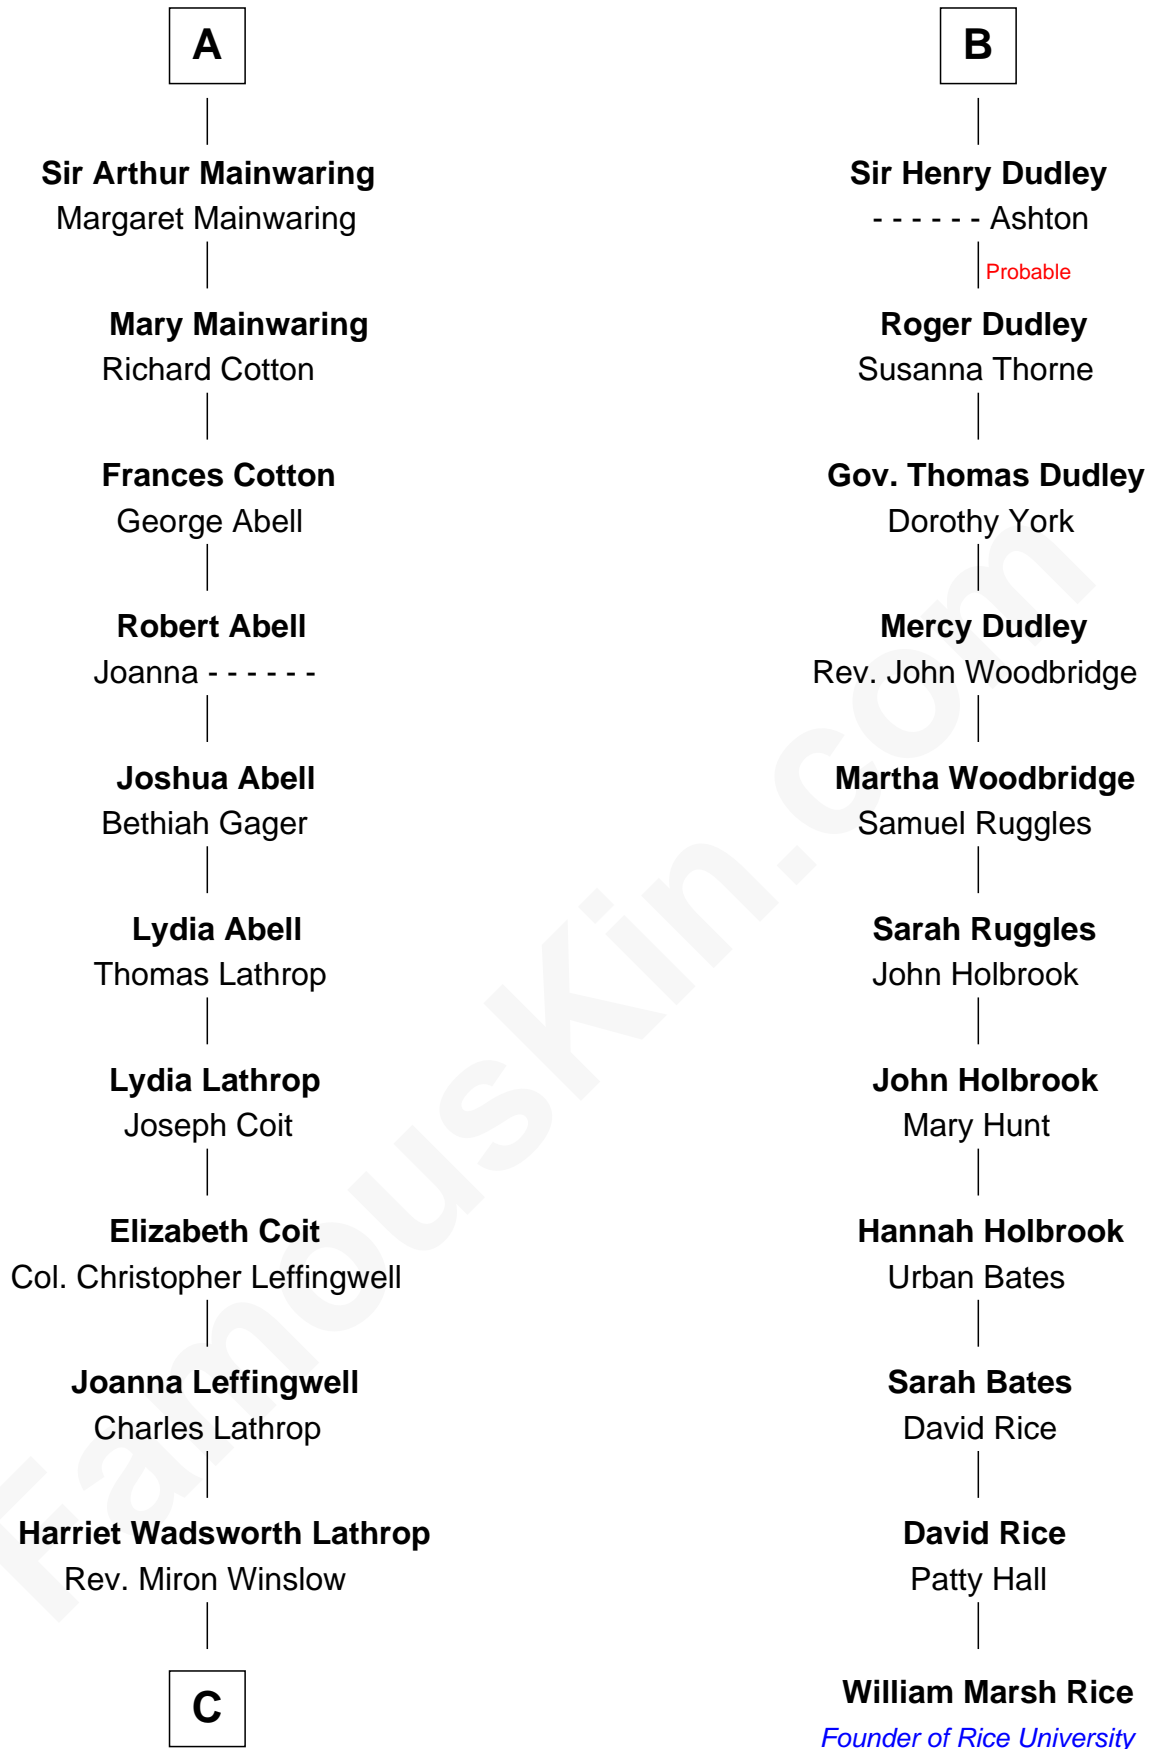 A
Sir Arthur Mainwaring
Margaret Mainwaring
Mary Mainwaring
Richard Cotton
Frances Cotton
George Abell
Robert Abell
Joanna - - - - - -
Joshua Abell
Bethiah Gager
Lydia Abell
Thomas Lathrop
Lydia Lathrop
Joseph Coit
Elizabeth Coit
Col. Christopher Leffingwell
Joanna Leffingwell
Charles Lathrop
Harriet Wadsworth Lathrop
Rev. Miron Winslow
C
B
Sir Henry Dudley
- - - - - - Ashton
Probable
Roger Dudley
Susanna Thorne
Gov. Thomas Dudley
Dorothy York
Mercy Dudley
Rev. John Woodbridge
Martha Woodbridge
Samuel Ruggles
Sarah Ruggles
John Holbrook
John Holbrook
Mary Hunt
Hannah Holbrook
Urban Bates
Sarah Bates
David Rice
David Rice
Patty Hall
William Marsh Rice
Founder of Rice University
FamousKin.com